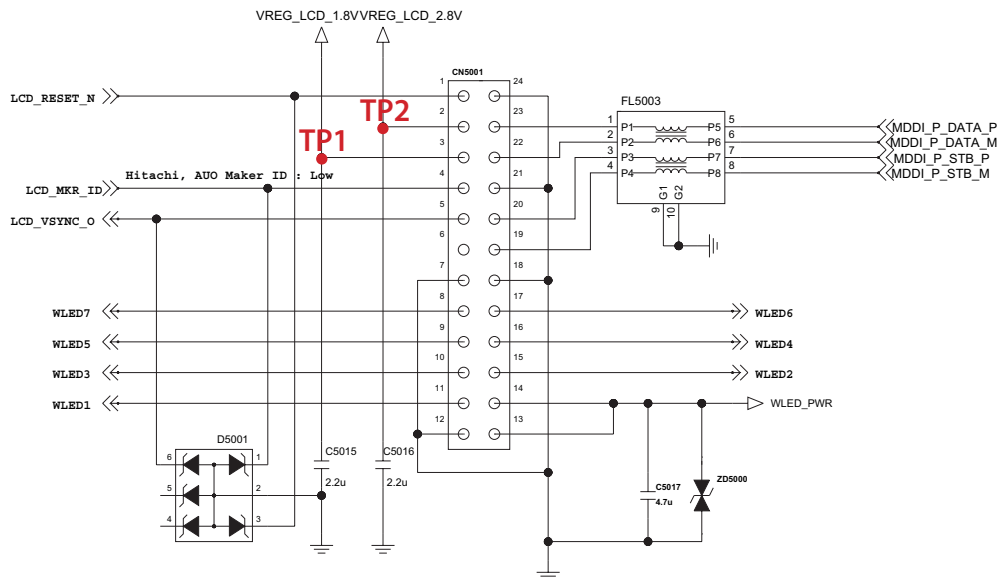 VREG_LCD_1.8V VREG_LCD_2.8V
CN5001
1 24
LCD_RESET_N
FL5003
2 23
TP2
1 P1 P5 5 MDDI_P_DATA_P
TP1
2 P2 P6 6 MDDI_P_DATA_M
3 22
3 P3 P7 7 MDDI_P_STB_P
4 P4 P8 8 MDDI_P_STB_M
Hitachi, AUO Maker ID : Low
4 21
LCD_MKR_ID
G1 G2
9 10
5 20
LCD_VSYNC_O
6 19
7 18
8 17
WLED7 WLED6
9 16
WLED5 WLED4
10 15
WLED3 WLED2
11 14
WLED1 WLED_PWR
12 13
D5001
C5015 C5016
6 1
2.2u 2.2u
5 2
C5017 ZD5000
4.7u
4 3